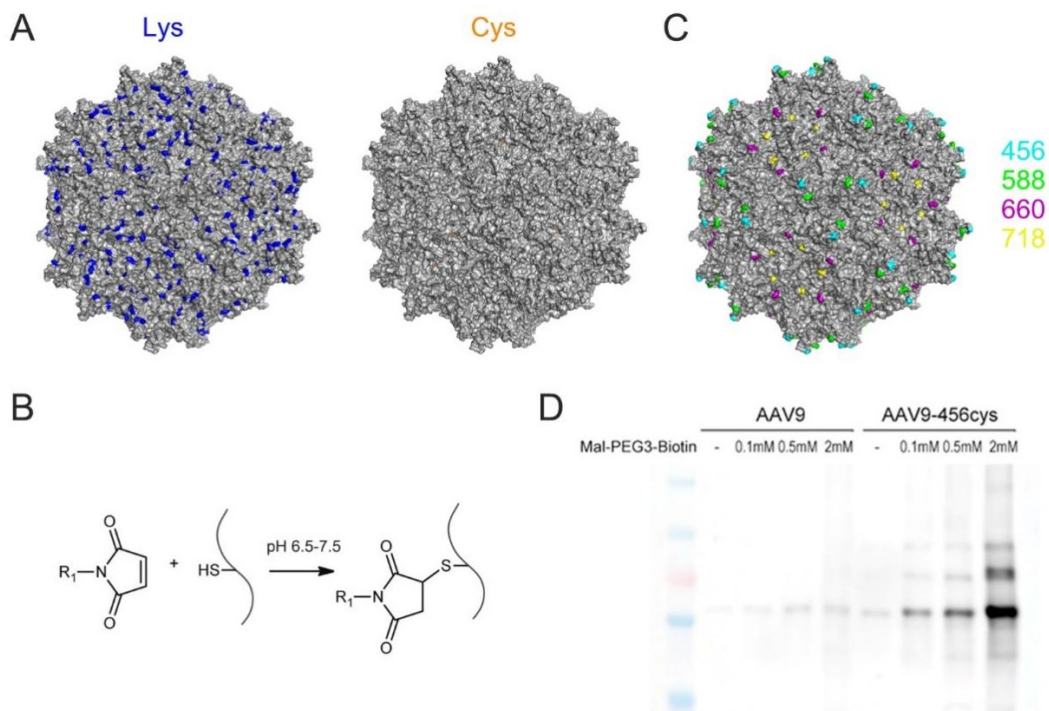 A
Lys
Cys
C
456
588
660
718
B
O
R1
N
O
+
HS
pH 6.5-7.5
O
S
R1
N
O
D
AAV9
AAV9-456cys
Mal-PEG3-Biotin
- 0.1mM 0.5mM 2mM - 0.1mM 0.5mM 2mM